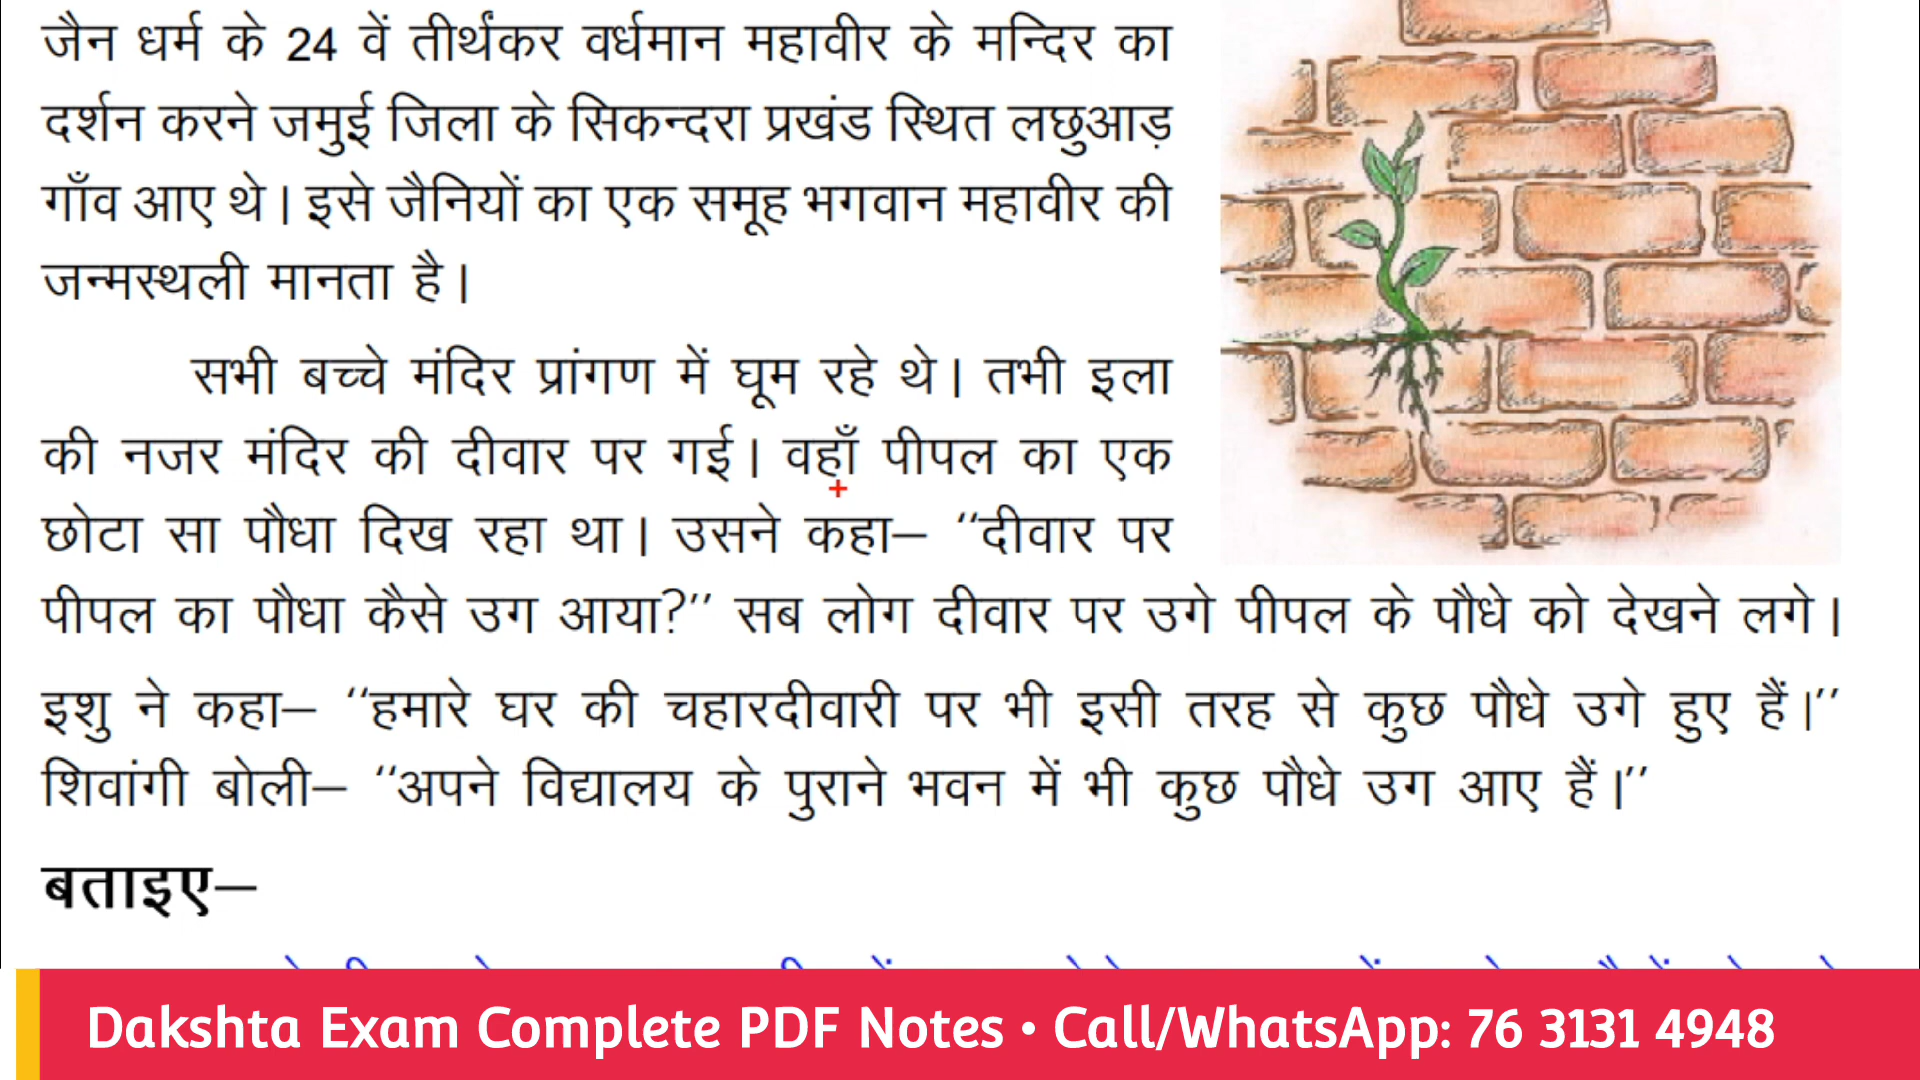 जैन धर्म के 24 वें तीर्थंकर वर्धमान महावीर के मन्दिर का
दर्शन करने जमुई जिला के सिकन्दरा प्रखंड स्थित लछुआड़
गाँव आए थे। इसे जैनियों का एक समूह भगवान महावीर की
जन्मस्थली मानता है।
सभी बच्चे मंदिर प्रांगण में घूम रहे थे। तभी इला
की नजर मंदिर की दीवार पर गई। वहाँ पीपल का एक
छोटा सा पौधा दिख रहा था। उसने कहा– ‘‘दीवार पर
पीपल का पौधा कैसे उग आया?’’ सब लोग दीवार पर उगे पीपल के पौधे को देखने लगे।
इशु ने कहा– ‘‘हमारे घर की चहारदीवारी पर भी इसी तरह से कुछ पौधे उगे हुए हैं।’’
शिवांगी बोली– ‘‘अपने विद्यालय के पुराने भवन में भी कुछ पौधे उग आए हैं।’’
बताइए–
Dakshta Exam Complete PDF Notes • Call/WhatsApp: 76 3131 4948